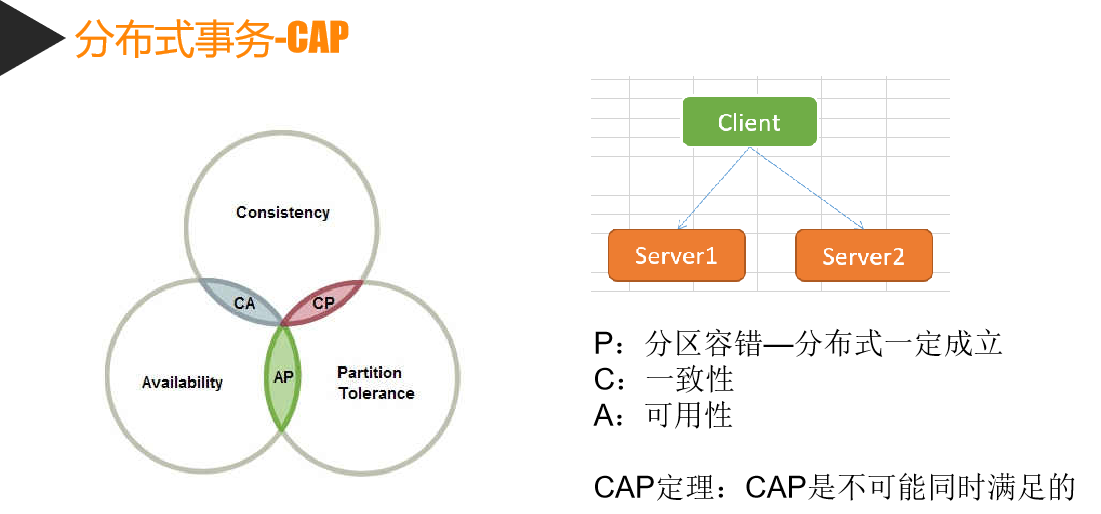 分布式事务-CAP
Consistency
CA
CP
Availability
AP
Partition
Tolerance
Client
Server1
Server2
P：分区容错—分布式一定成立
C：一致性
A：可用性
CAP定理：CAP是不可能同时满足的